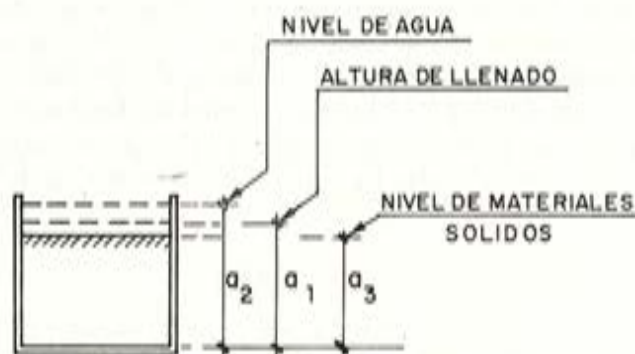 NIVEL DE AGUA
ALTURA DE LLENADO
NIVEL DE MATERIALES
SOLIDOS
a2 a1 a3